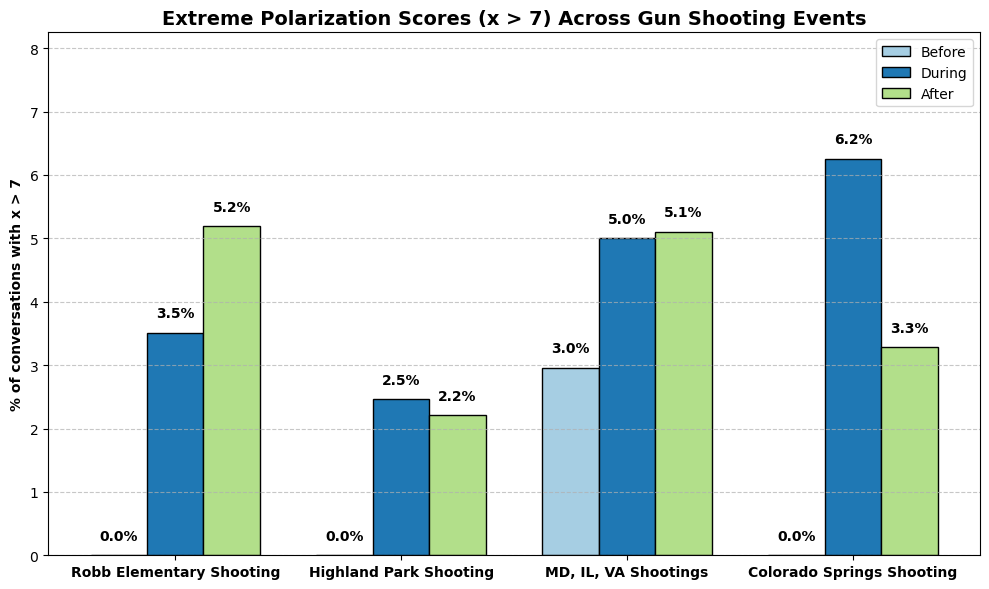 Extreme Polarization Scores (x > 7) Across Gun Shooting Events
% of conversations with x > 7
8
7
6
5
4
3
2
1
0
Before
During
After
0.0%
3.5%
5.2%
0.0%
2.5%
2.2%
3.0%
5.0%
5.1%
0.0%
6.2%
3.3%
Robb Elementary Shooting
Highland Park Shooting
MD, IL, VA Shootings
Colorado Springs Shooting